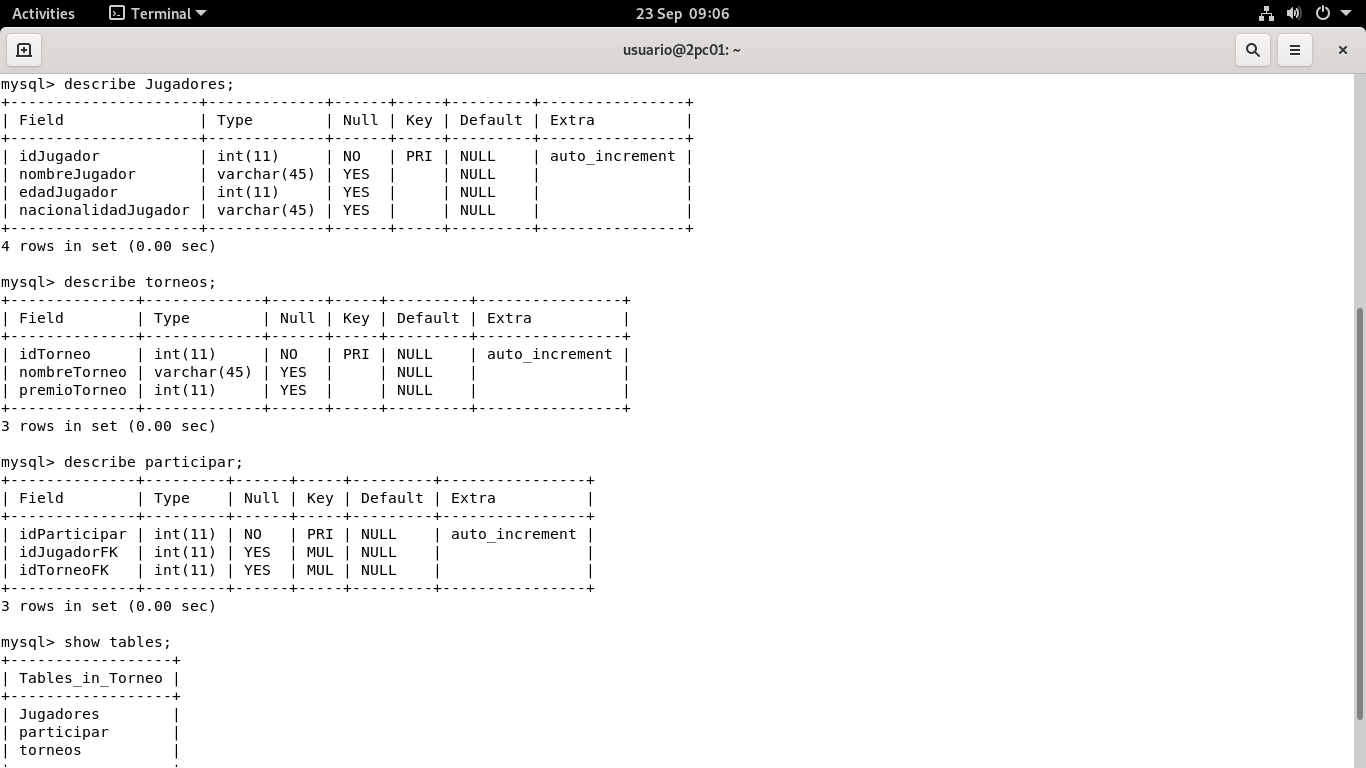 Activities Terminal 23 Sep 09:06
usuario@2pc01: ~
mysql> describe Jugadores;
+---------------------+-------------+------+-----+---------+----------------+
| Field               | Type        | Null | Key | Default | Extra          |
+---------------------+-------------+------+-----+---------+----------------+
| idJugador           | int(11)     | NO   | PRI | NULL    | auto_increment |
| nombreJugador       | varchar(45) | YES  |     | NULL    |                |
| edadJugador         | int(11)     | YES  |     | NULL    |                |
| nacionalidadJugador | varchar(45) | YES  |     | NULL    |                |
+---------------------+-------------+------+-----+---------+----------------+
4 rows in set (0.00 sec)
mysql> describe torneos;
+--------------+-------------+------+-----+---------+----------------+
| Field        | Type        | Null | Key | Default | Extra          |
+--------------+-------------+------+-----+---------+----------------+
| idTorneo     | int(11)     | NO   | PRI | NULL    | auto_increment |
| nombreTorneo | varchar(45) | YES  |     | NULL    |                |
| premioTorneo | int(11)     | YES  |     | NULL    |                |
+--------------+-------------+------+-----+---------+----------------+
3 rows in set (0.00 sec)
mysql> describe participar;
+--------------+---------+------+-----+---------+----------------+
| Field        | Type    | Null | Key | Default | Extra          |
+--------------+---------+------+-----+---------+----------------+
| idParticipar | int(11) | NO   | PRI | NULL    | auto_increment |
| idJugadorFK  | int(11) | YES  | MUL | NULL    |                |
| idTorneoFK   | int(11) | YES  | MUL | NULL    |                |
+--------------+---------+------+-----+---------+----------------+
3 rows in set (0.00 sec)
mysql> show tables;
+------------------+
| Tables_in_Torneo |
+------------------+
| Jugadores        |
| participar       |
| torneos          |